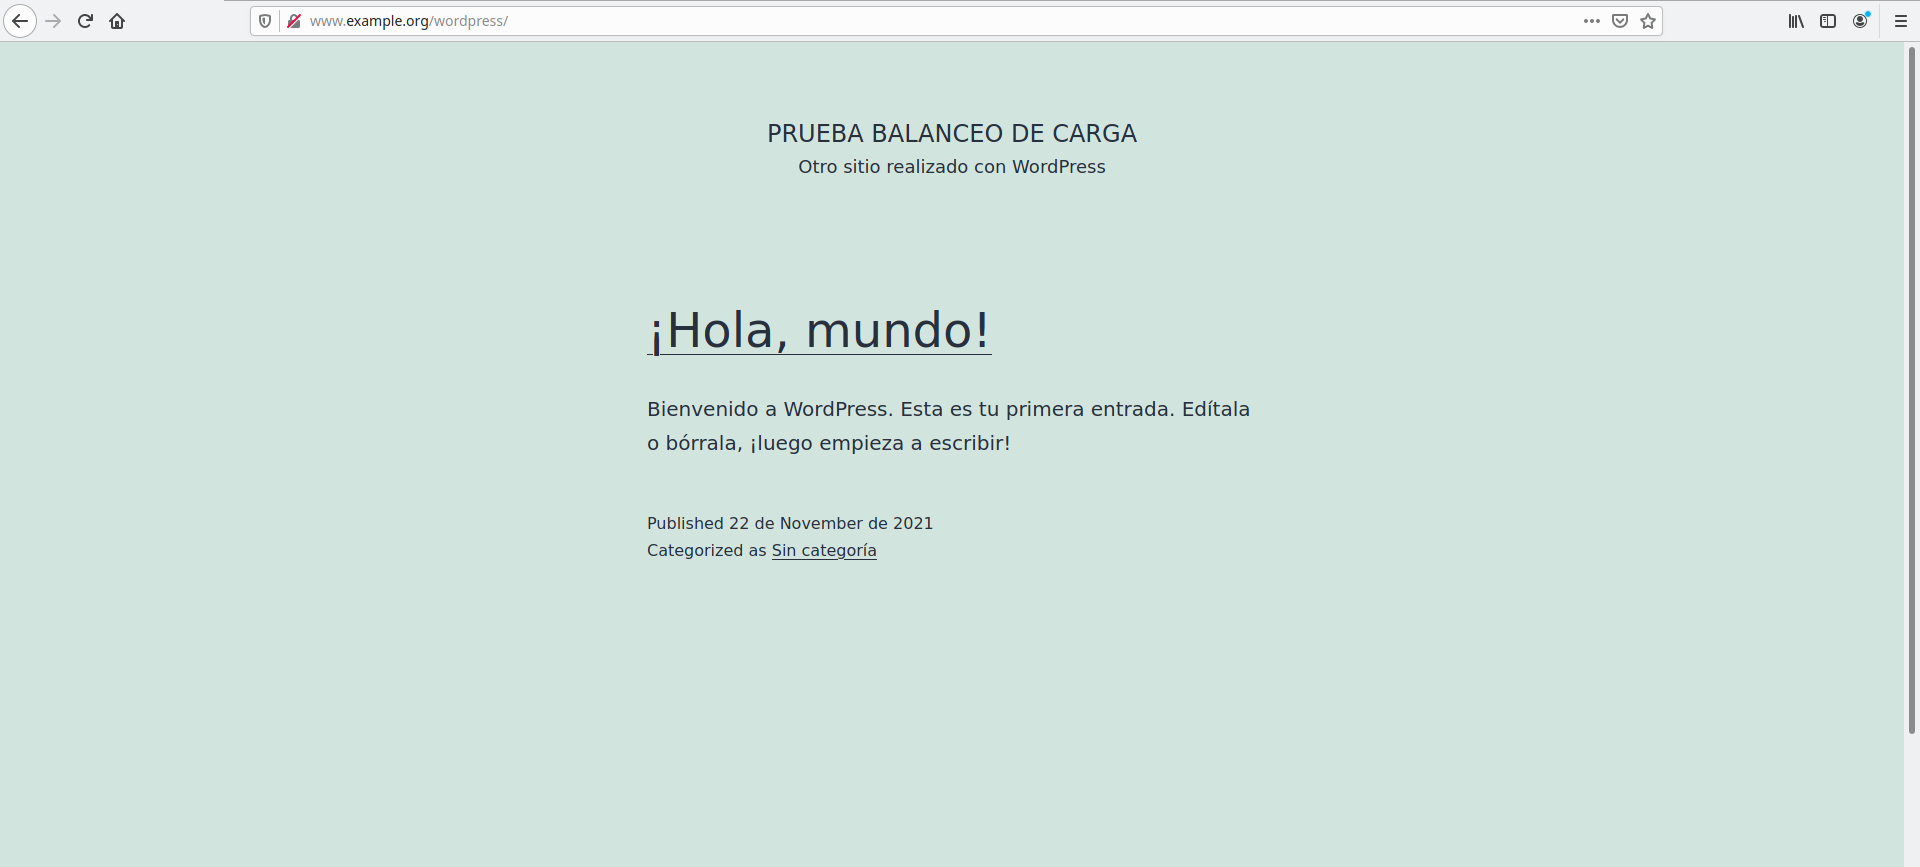 www.example.org/wordpress/
PRUEBA BALANCEO DE CARGA
Otro sitio realizado con WordPress
¡Hola, mundo!
Bienvenido a WordPress. Esta es tu primera entrada. Edítala
o bórrala, ¡luego empieza a escribir!
Published 22 de November de 2021
Categorized as Sin categoría